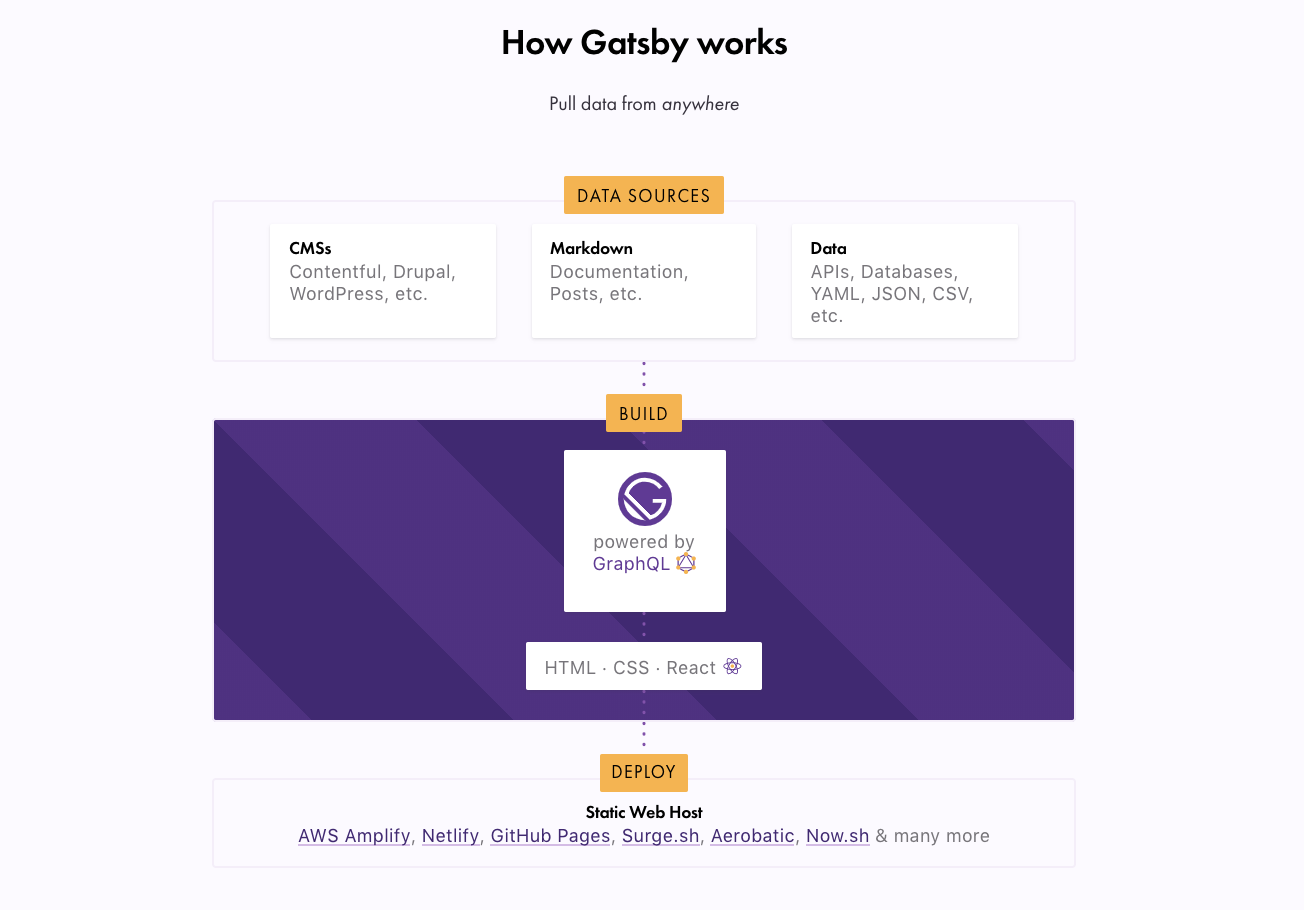 How Gatsby works
Pull data from anywhere
DATA SOURCES
CMSs
Contentful, Drupal,
WordPress, etc.
Markdown
Documentation,
Posts, etc.
Data
APIs, Databases,
YAML, JSON, CSV,
etc.
BUILD
powered by
GraphQL
HTML · CSS · React
DEPLOY
Static Web Host
AWS Amplify, Netlify, GitHub Pages, Surge.sh, Aerobatic, Now.sh & many more